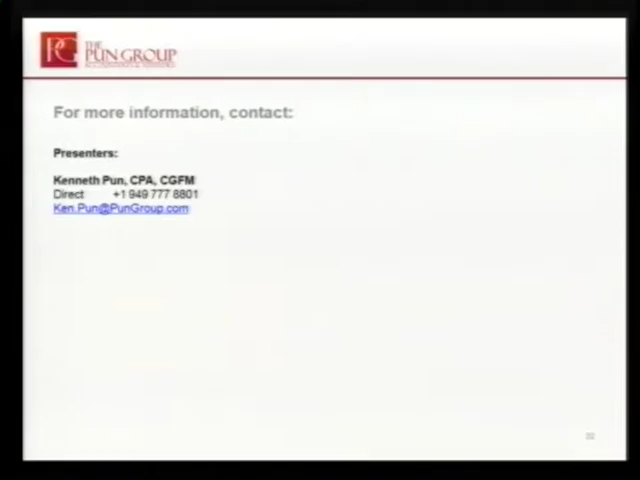 PG THE
PUN GROUP
For more information, contact:
Presenters:
Kenneth Pun, CPA, CGFM
Direct +1 949 777 8801
Ken.Pun@PunGroup.com